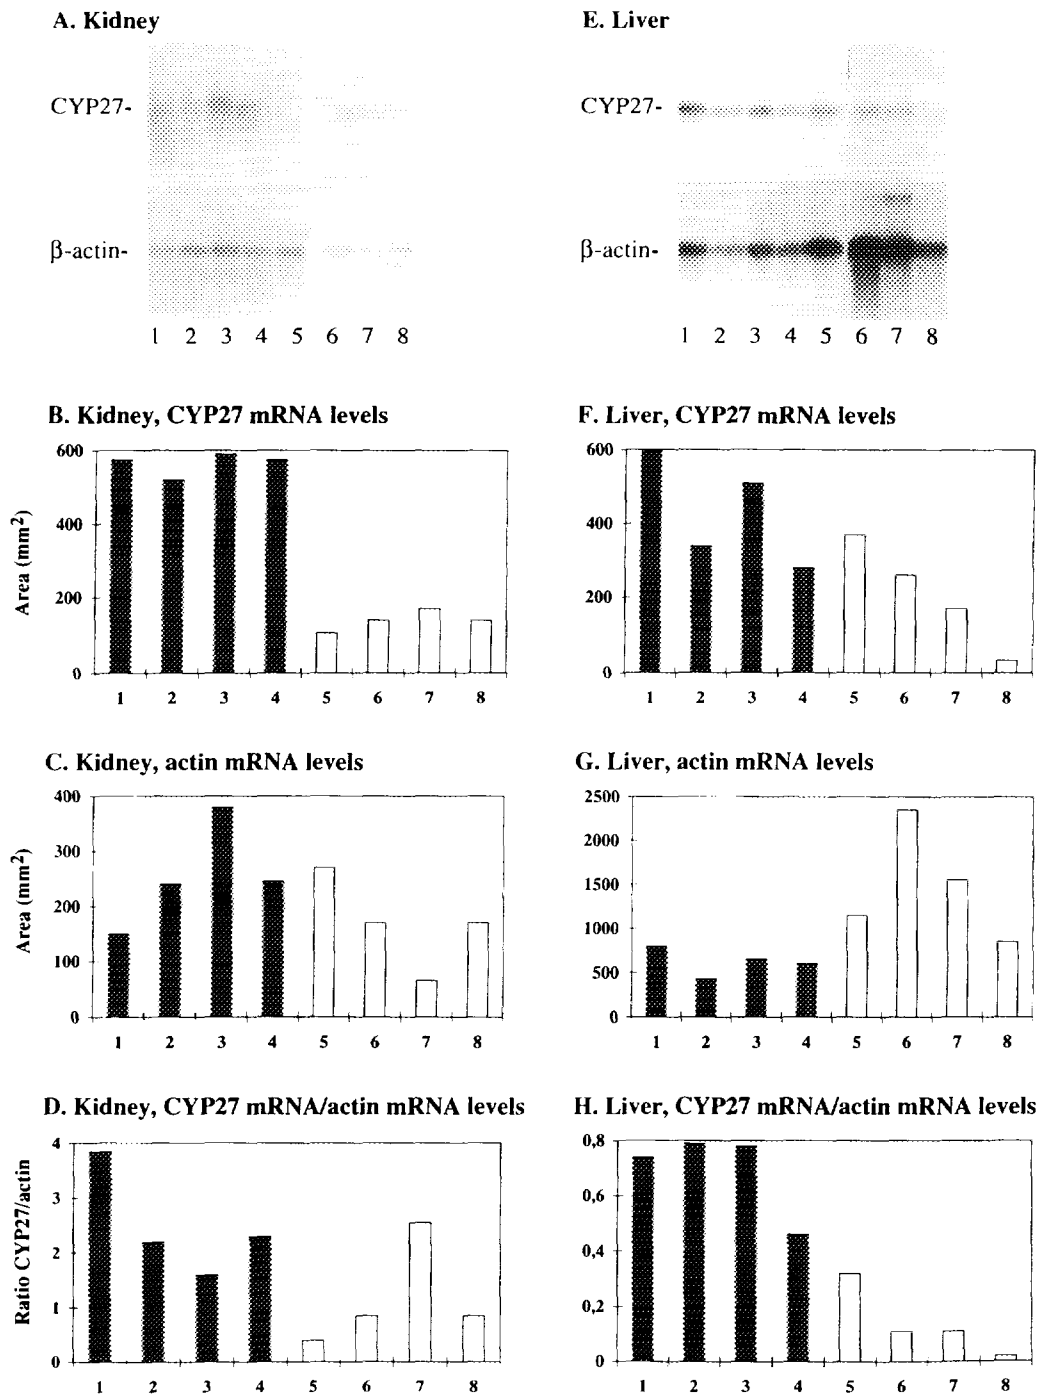 A. Kidney
CYP27-
β-actin-
1 2 3 4 5 6 7 8
E. Liver
CYP27-
β-actin-
1 2 3 4 5 6 7 8
B. Kidney, CYP27 mRNA levels
Area (mm²)
600
400
200
0
1 2 3 4 5 6 7 8
F. Liver, CYP27 mRNA levels
600
400
200
0
1 2 3 4 5 6 7 8
C. Kidney, actin mRNA levels
Area (mm²)
400
300
200
100
0
1 2 3 4 5 6 7 8
G. Liver, actin mRNA levels
2500
2000
1500
1000
500
0
1 2 3 4 5 6 7 8
D. Kidney, CYP27 mRNA/actin mRNA levels
Ratio CYP27/actin
4
3
2
1
0
1 2 3 4 5 6 7 8
H. Liver, CYP27 mRNA/actin mRNA levels
0,8
0,6
0,4
0,2
0
1 2 3 4 5 6 7 8